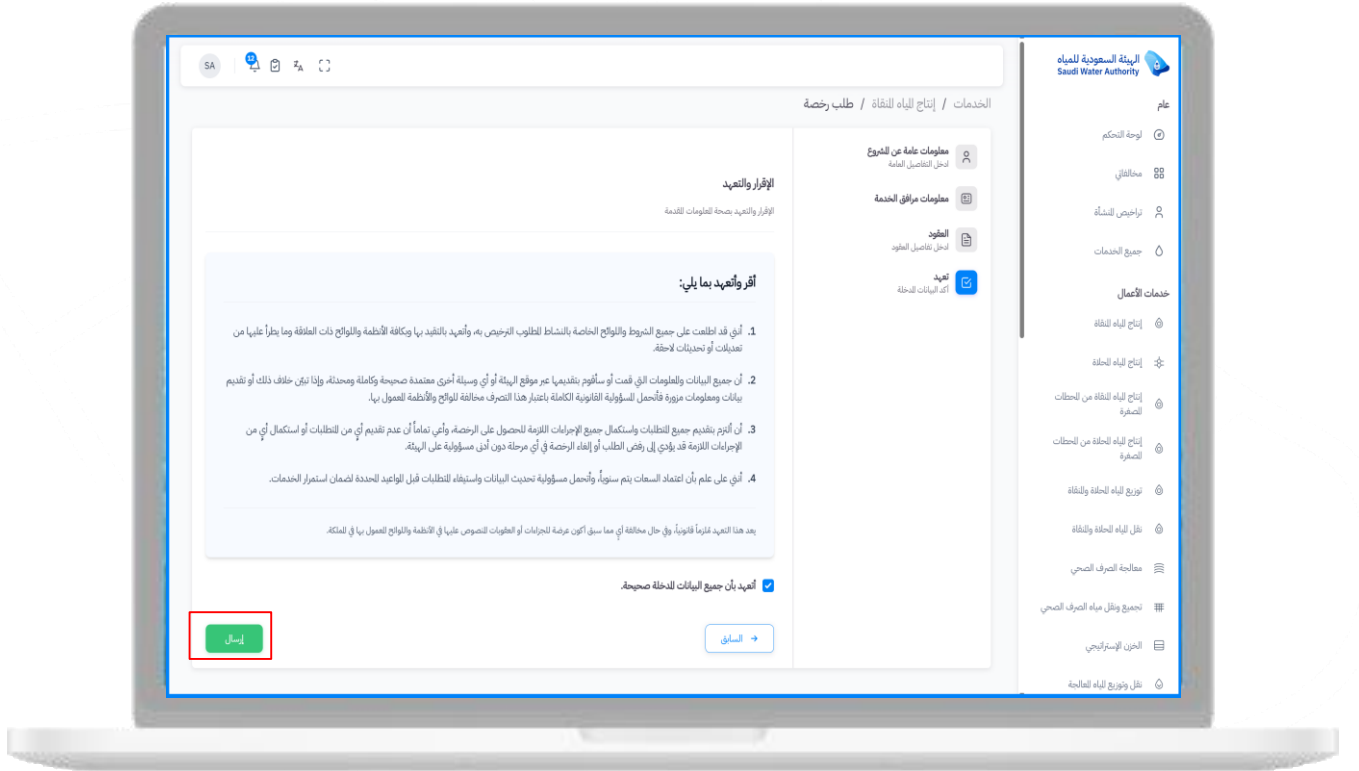 الهيئة السعودية للمياه
Saudi Water Authority
عام
لوحة التحكم
مخالفاتي
تراخيص المنشأة
جميع الخدمات
خدمات الأعمال
إنتاج المياه المنقاة
إنتاج المياه المحلاة
إنتاج المياه المنقاة من المحطات
المصغرة
إنتاج المياه المحلاة من المحطات
المصغرة
توزيع المياه المحلاة والمنقاة
نقل المياه المحلاة والمنقاة
معالجة الصرف الصحي
تجميع ونقل مياه الصرف الصحي
الخزن الإستراتيجي
نقل وتوزيع المياه المعالجة
12
SA
الخدمات / إنتاج المياه المنقاة / طلب رخصة
معلومات عامة عن المشروع
ادخل التفاصيل العامة
معلومات مرافق الخدمة
العقود
ادخل تفاصيل العقود
تعهد
أكد البيانات المدخلة
الإقرار والتعهد
الإقرار والتعهد بصحة المعلومات المقدمة
أقر وأتعهد بما يلي:
1. أنني قد اطلعت على جميع الشروط واللوائح الخاصة بالنشاط المطلوب الترخيص به، وأتعهد بالتقيد بها وبكافة الأنظمة واللوائح ذات العلاقة وما يطرأ عليها من
تعديلات أو تحديثات لاحقة.
2. أن جميع البيانات والمعلومات التي قمت أو سأقوم بتقديمها عبر موقع الهيئة أو أي وسيلة أخرى معتمدة صحيحة وكاملة ومحدثة، وإذا تبيّن خلاف ذلك أو تقديم
بيانات ومعلومات مزورة فأتحمل المسؤولية القانونية الكاملة باعتبار هذا التصرف مخالفة للوائح والأنظمة المعمول بها.
3. أن ألتزم بتقديم جميع المتطلبات واستكمال جميع الإجراءات اللازمة للحصول على الرخصة، وأعي تماماً أن عدم تقديم أيٍ من المتطلبات أو استكمال أيٍ من
الإجراءات اللازمة قد يؤدي إلى رفض الطلب أو إلغاء الرخصة في أي مرحلة دون أدنى مسؤولية على الهيئة.
4. أنني على علم بأن اعتماد السعات يتم سنوياً، وأتحمل مسؤولية تحديث البيانات واستيفاء المتطلبات قبل المواعيد المحددة لضمان استمرار الخدمات.
يعد هذا التعهد مُلزماً قانونياً، وفي حال مخالفة أيٍ مما سبق أكون عرضة للجزاءات أو العقوبات المنصوص عليها في الأنظمة واللوائح المعمول بها في المملكة.
أتعهد بأن جميع البيانات المدخلة صحيحة.
السابق
إرسال